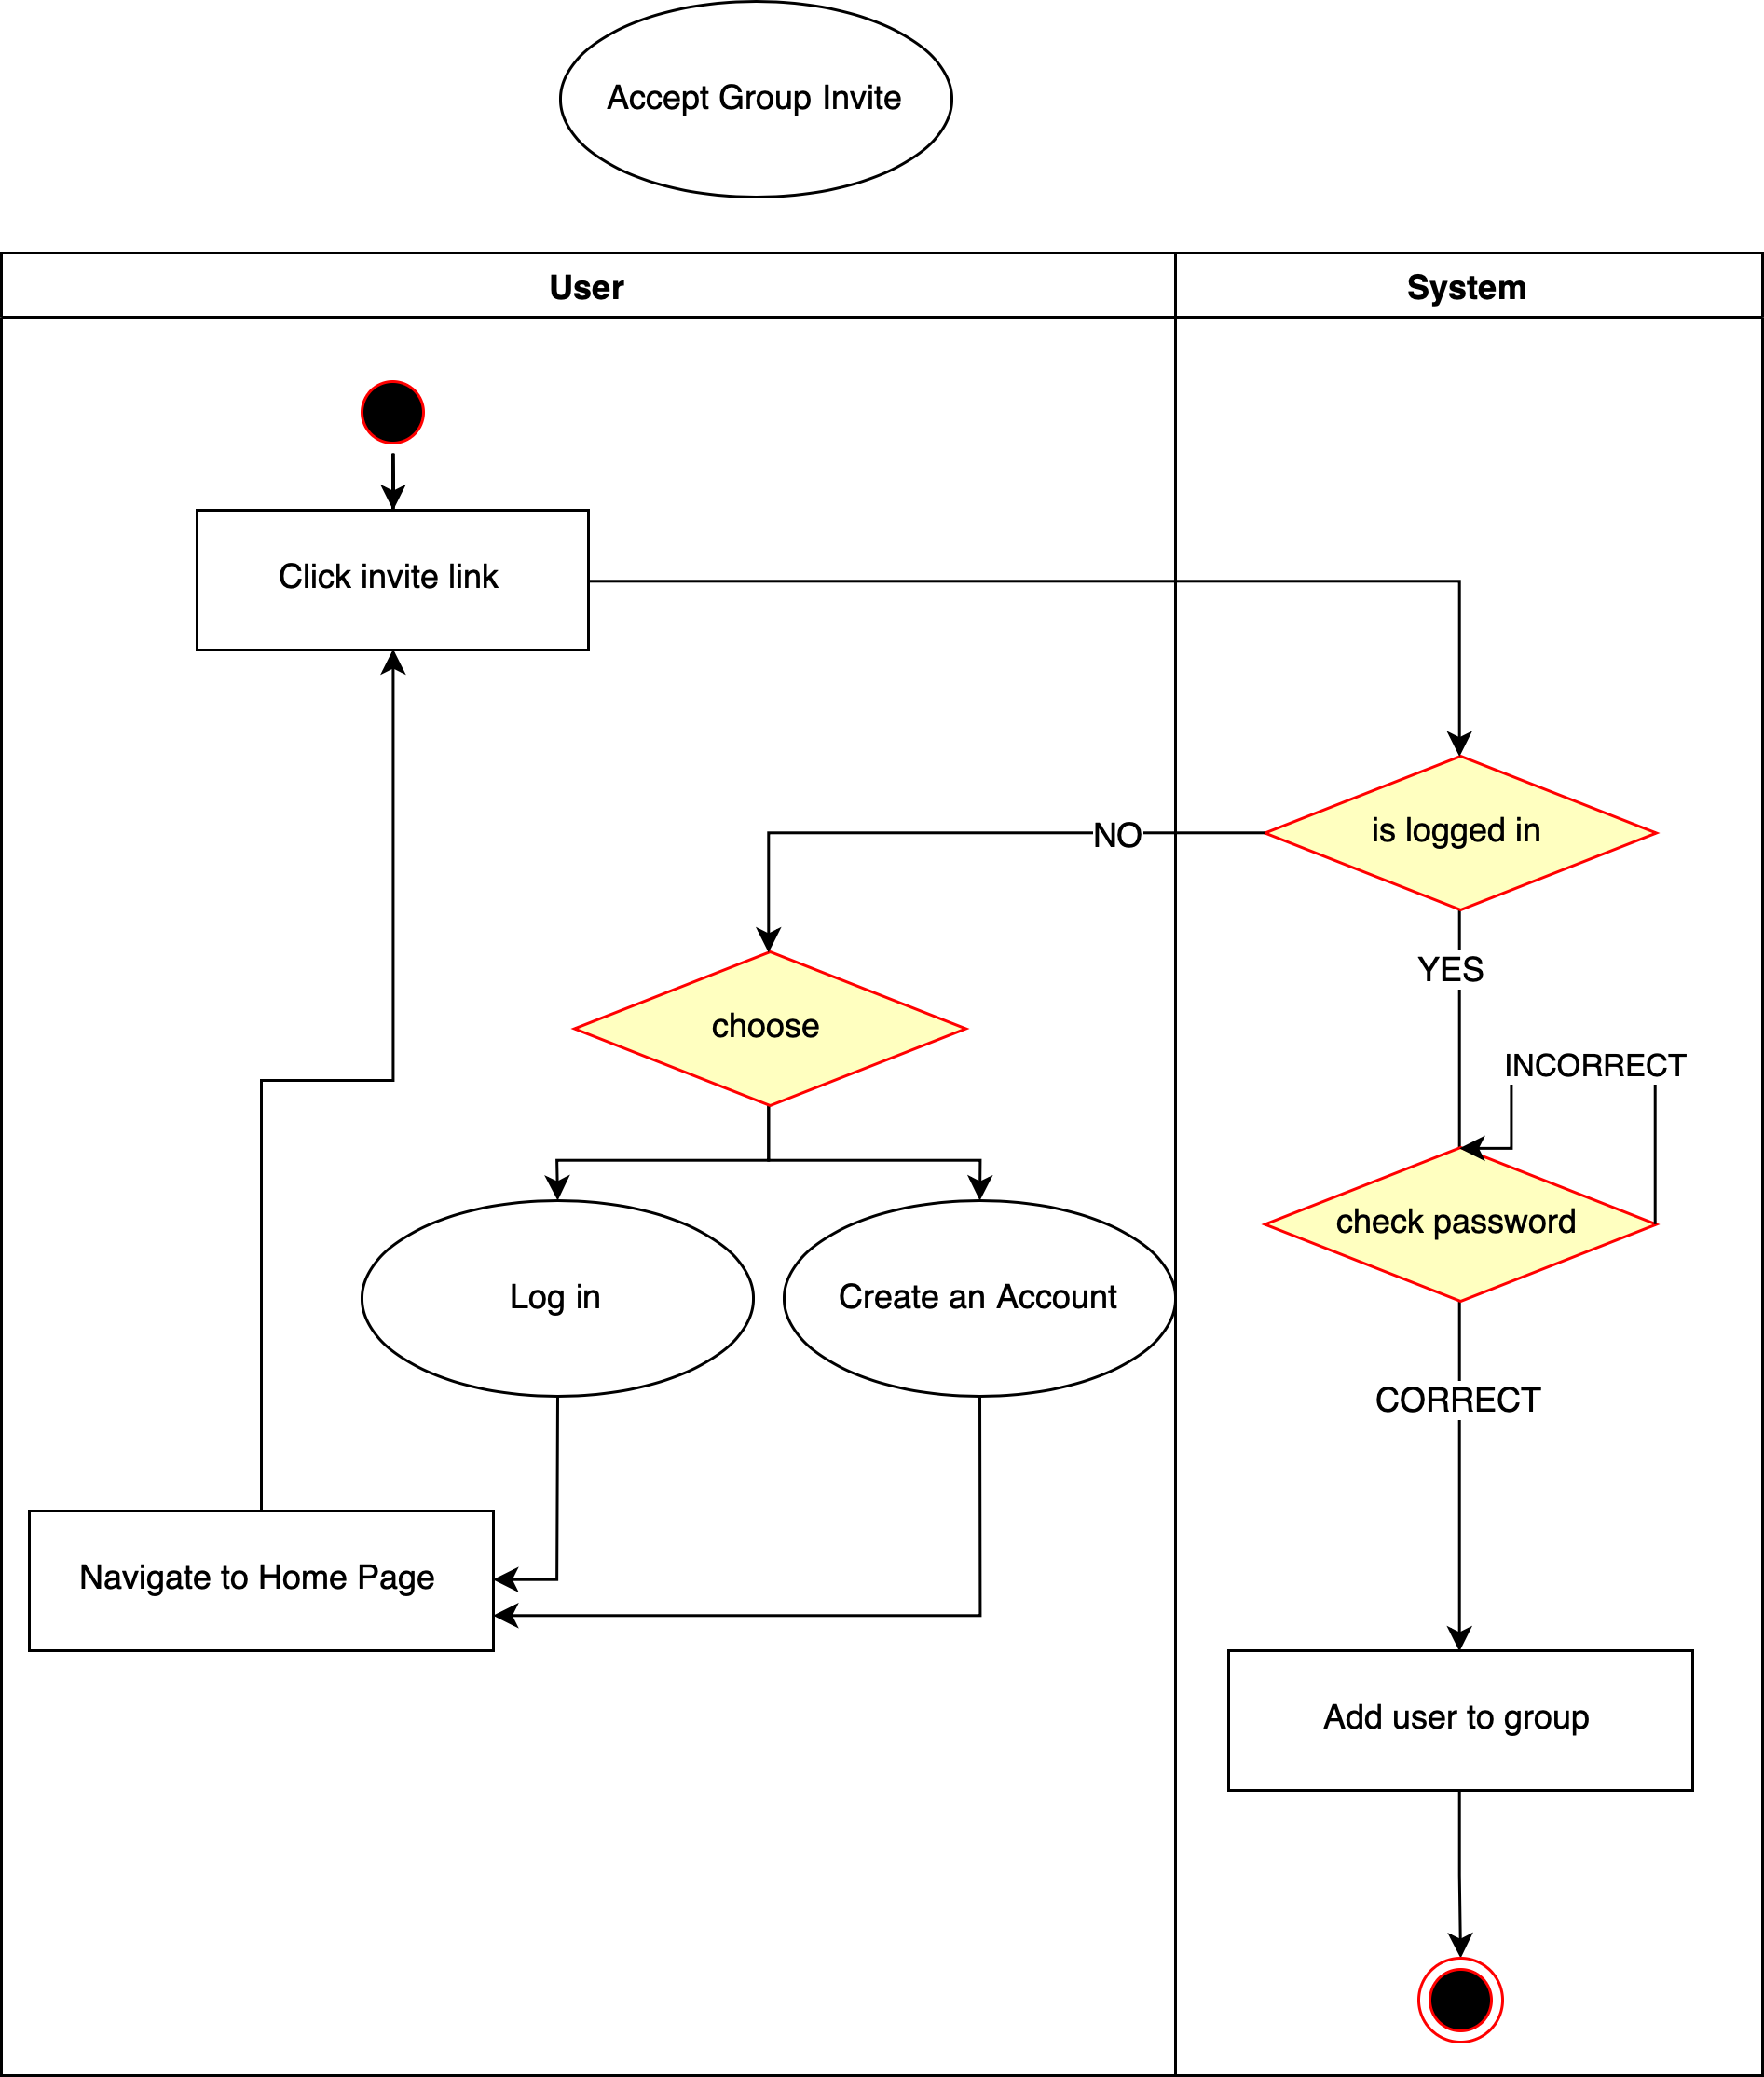 Accept Group Invite
User
System
Click invite link
is logged in
NO
YES
choose
INCORRECT
check password
Log in
Create an Account
CORRECT
Navigate to Home Page
Add user to group